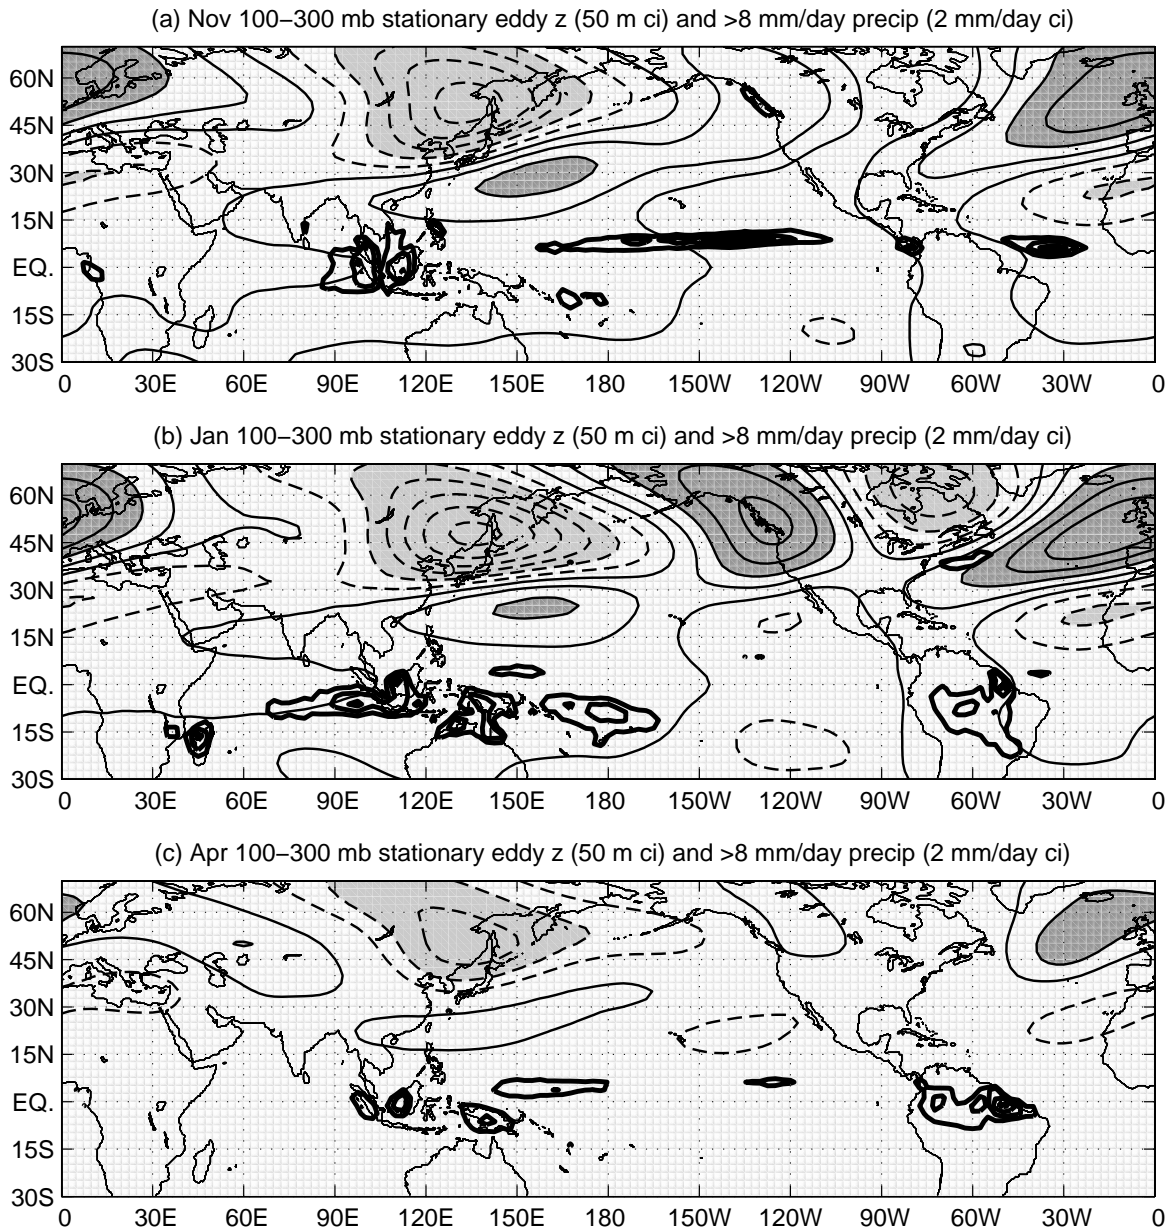 (a) Nov 100−300 mb stationary eddy z (50 m ci) and >8 mm/day precip (2 mm/day ci)
60N
45N
30N
15N
EQ.
15S
30S
0 30E 60E 90E 120E 150E 180 150W 120W 90W 60W 30W 0
(b) Jan 100−300 mb stationary eddy z (50 m ci) and >8 mm/day precip (2 mm/day ci)
60N
45N
30N
15N
EQ.
15S
30S
0 30E 60E 90E 120E 150E 180 150W 120W 90W 60W 30W 0
(c) Apr 100−300 mb stationary eddy z (50 m ci) and >8 mm/day precip (2 mm/day ci)
60N
45N
30N
15N
EQ.
15S
30S
0 30E 60E 90E 120E 150E 180 150W 120W 90W 60W 30W 0